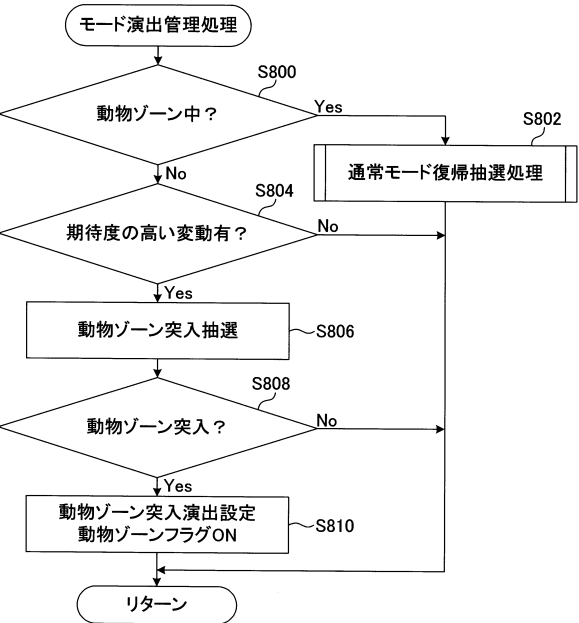 モード演出管理処理
S800
動物ゾーン中？
Yes
S802
通常モード復帰抽選処理
No
S804
期待度の高い変動有？
No
Yes
動物ゾーン突入抽選
S806
S808
動物ゾーン突入？
No
Yes
動物ゾーン突入演出設定
動物ゾーンフラグON
S810
リターン